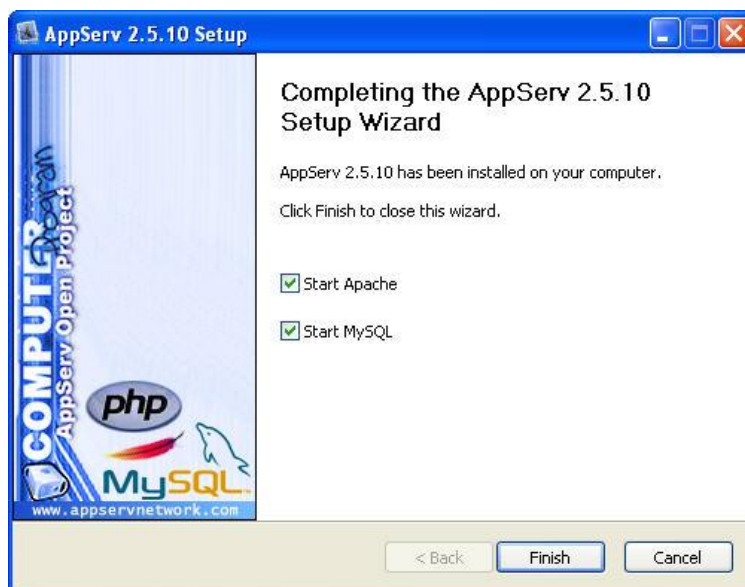 AppServ 2.5.10 Setup
COMPUTER
Program
AppServ Open Project
php
MySQL
www.appservnetwork.com
Completing the AppServ 2.5.10
Setup Wizard
AppServ 2.5.10 has been installed on your computer.
Click Finish to close this wizard.
Start Apache
Start MySQL
< Back
Finish
Cancel